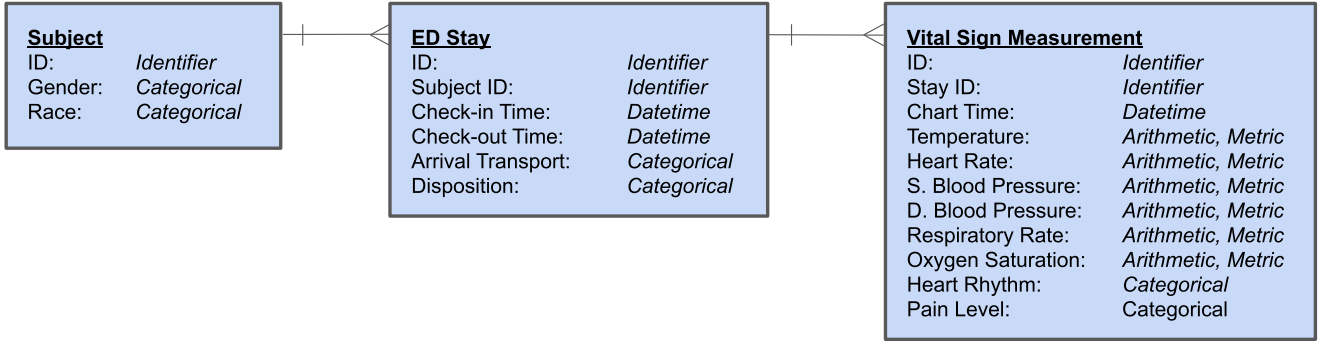 Subject
ID: Identifier
Gender: Categorical
Race: Categorical
ED Stay
ID: Identifier
Subject ID: Identifier
Check-in Time: Datetime
Check-out Time: Datetime
Arrival Transport: Categorical
Disposition: Categorical
Vital Sign Measurement
ID: Identifier
Stay ID: Identifier
Chart Time: Datetime
Temperature: Arithmetic, Metric
Heart Rate: Arithmetic, Metric
S. Blood Pressure: Arithmetic, Metric
D. Blood Pressure: Arithmetic, Metric
Respiratory Rate: Arithmetic, Metric
Oxygen Saturation: Arithmetic, Metric
Heart Rhythm: Categorical
Pain Level: Categorical